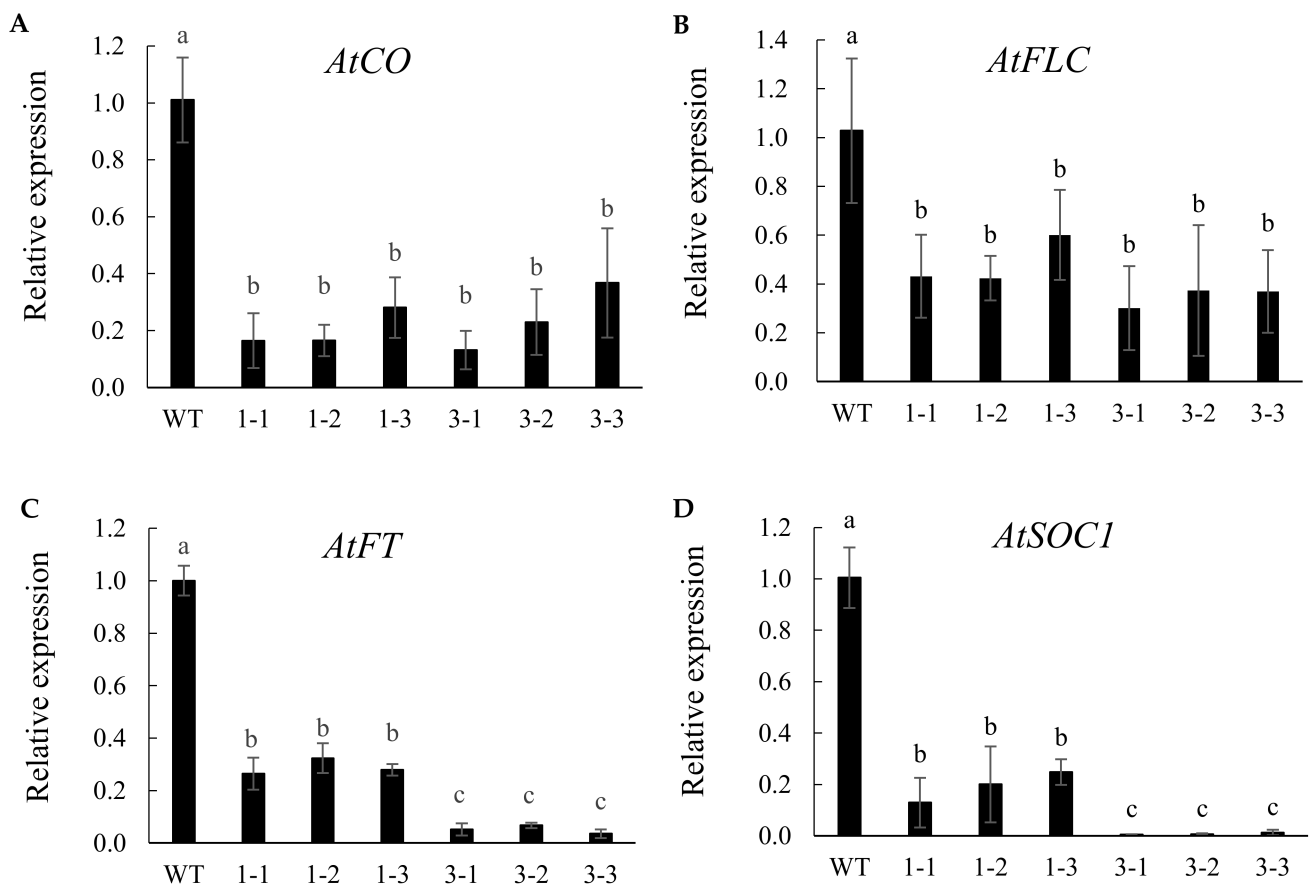 A
AtCO
Relative expression
1.2
1.0
0.8
0.6
0.4
0.2
0.0
a b b b b b b
WT 1-1 1-2 1-3 3-1 3-2 3-3
B
AtFLC
Relative expression
1.4
1.2
1.0
0.8
0.6
0.4
0.2
0.0
a b b b b b b
WT 1-1 1-2 1-3 3-1 3-2 3-3
C
AtFT
Relative expression
1.2
1.0
0.8
0.6
0.4
0.2
0.0
a b b b c c c
WT 1-1 1-2 1-3 3-1 3-2 3-3
D
AtSOC1
Relative expression
1.2
1.0
0.8
0.6
0.4
0.2
0.0
a b b b c c c
WT 1-1 1-2 1-3 3-1 3-2 3-3